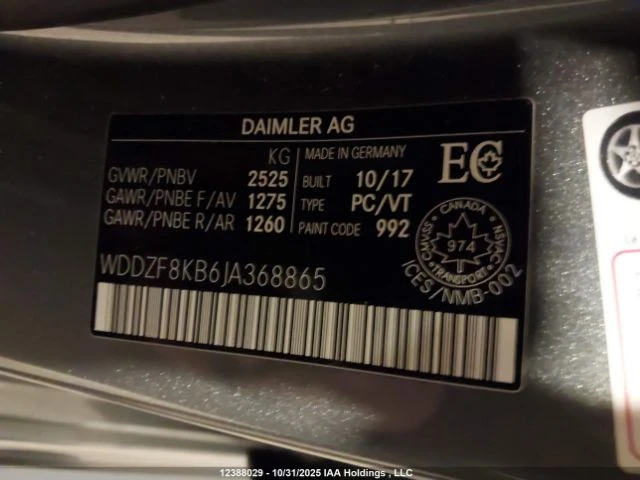 DAIMLER AG
KG
GVWR/PNBV 2525
GAWR/PNBE F/AV 1275
GAWR/PNBE R/AR 1260
MADE IN GERMANY
BUILT 10/17
TYPE PC/VT
PAINT CODE 992
EC
CANADA
CMVSS 974 NSVAC
TRANSPORT
ICES/NMB-002
WDDZF8KB6JA368865
12388029 - 10/31/2025 IAA Holdings , LLC